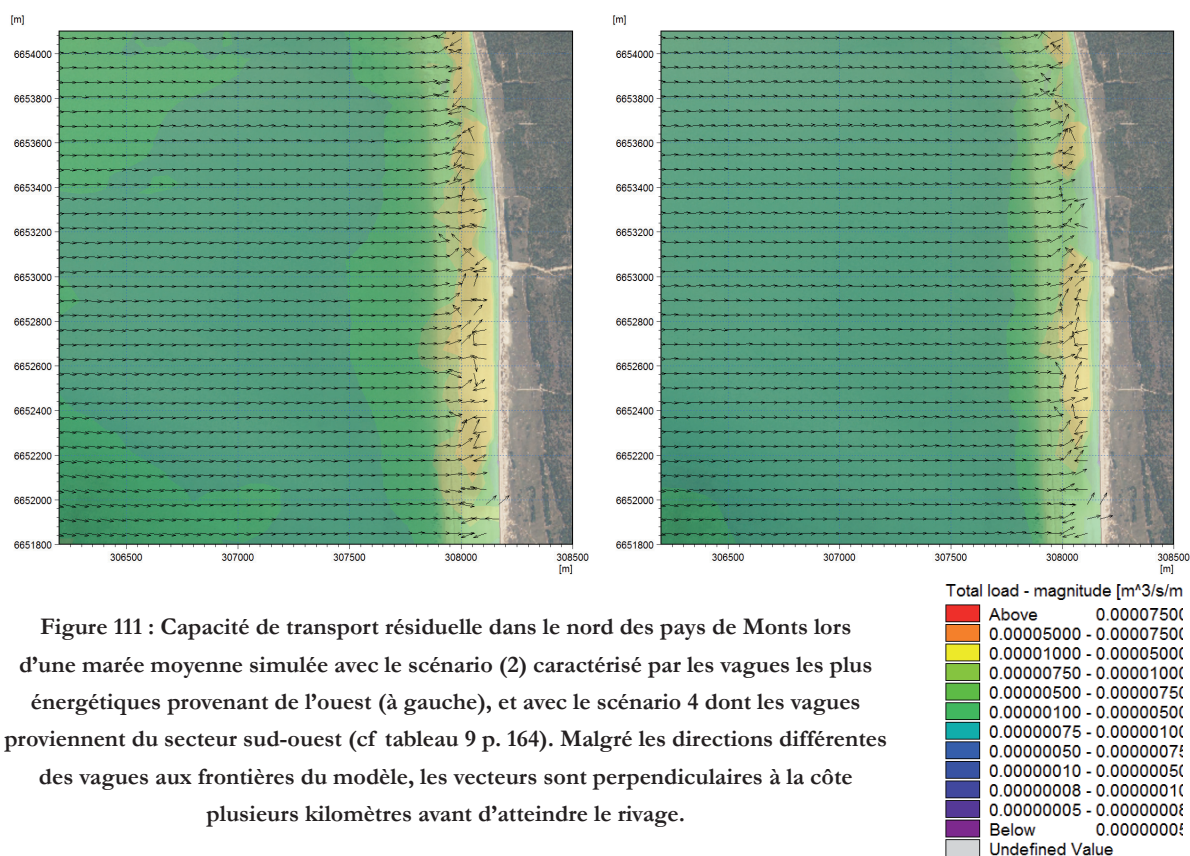 [m]
[m]
6654000
6653800
6653600
6653400
6653200
6653000
6652800
6652600
6652400
6652200
6652000
6651800
306500
307000
307500
308000
308500
[m]
6654000
6653800
6653600
6653400
6653200
6653000
6652800
6652600
6652400
6652200
6652000
6651800
306500
307000
307500
308000
308500
[m]
Figure 111 : Capacité de transport résiduelle dans le nord des pays de Monts lors
d'une marée moyenne simulée avec le scénario (2) caractérisé par les vagues les plus
énergétiques provenant de l'ouest (à gauche), et avec le scénario 4 dont les vagues
proviennent du secteur sud-ouest (cf tableau 9 p. 164). Malgré les directions différentes
des vagues aux frontières du modèle, les vecteurs sont perpendiculaires à la côte
plusieurs kilomètres avant d'atteindre le rivage.
Total load - magnitude [m^3/s/m
Above 0.00007500
0.00005000 - 0.00007500
0.00001000 - 0.00005000
0.00000750 - 0.00001000
0.00000500 - 0.00000750
0.00000100 - 0.00000500
0.00000075 - 0.00000100
0.00000050 - 0.00000075
0.00000010 - 0.00000050
0.00000008 - 0.00000010
0.00000005 - 0.00000008
Below 0.00000005
Undefined Value